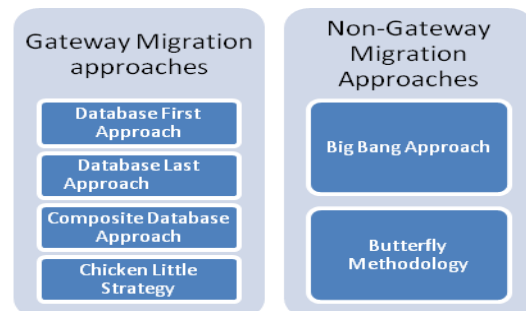 Gateway Migration
approaches
Database First
Approach
Database Last
Approach
Composite Database
Approach
Chicken Little
Strategy
Non-Gateway
Migration
Approaches
Big Bang Approach
Butterfly
Methodology